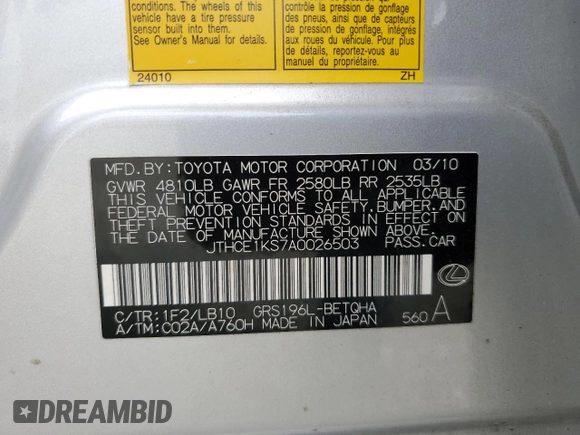 conditions. The wheels of this
vehicle have a tire pressure
sensor built into them.
See Owner's Manual for details.
24010
contrôle la pression de gonflage
des pneus, ainsi que de capteurs
de pression de gonflage, intégrés
aux roues du véhicule. Pour plus
de détails, reportez-vous au manuel
du propriétaire.
ZH
MFD.BY:TOYOTA MOTOR CORPORATION 03/10
GVWR 4810LB GAWR FR 2580LB RR 2535LB
THIS VEHICLE CONFORMS TO ALL APPLICABLE
FEDERAL MOTOR VEHICLE SAFETY,BUMPER,AND
THEFT PREVENTION STANDARDS IN EFFECT ON
THE DATE OF MANUFACTURE SHOWN ABOVE.
JTHCE1KS7A0026503 PASS.CAR
C/TR:1F2/LB10 GRS196L-BETQHA
A/TM:C02A/A760H MADE IN JAPAN
560 A
DREAMBID